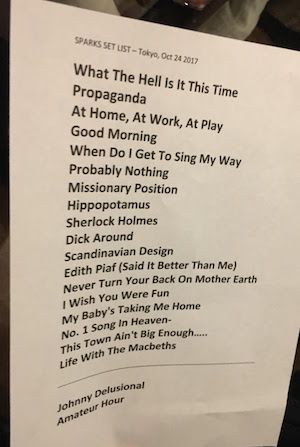 SPARKS SET LIST – Tokyo, Oct 24 2017
What The Hell Is It This Time
Propaganda
At Home, At Work, At Play
Good Morning
When Do I Get To Sing My Way
Probably Nothing
Missionary Position
Hippopotamus
Sherlock Holmes
Dick Around
Scandinavian Design
Edith Piaf (Said It Better Than Me)
Never Turn Your Back On Mother Earth
I Wish You Were Fun
My Baby's Taking Me Home
No. 1 Song In Heaven-
This Town Ain't Big Enough.....
Life With The Macbeths
Johnny Delusional
Amateur Hour